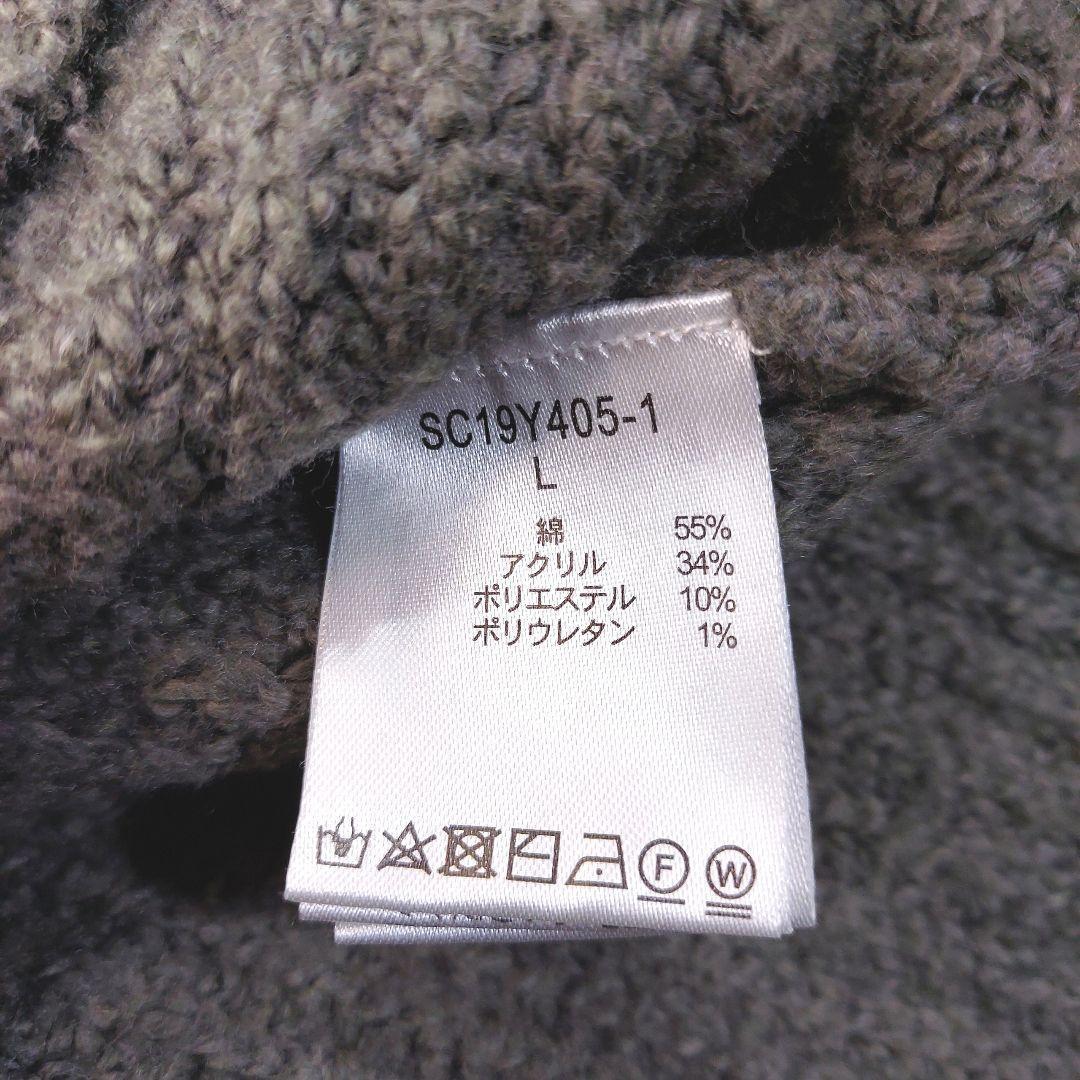 SC19Y405-1
L
綿 55%
アクリル 34%
ポリエステル 10%
ポリウレタン 1%
F W